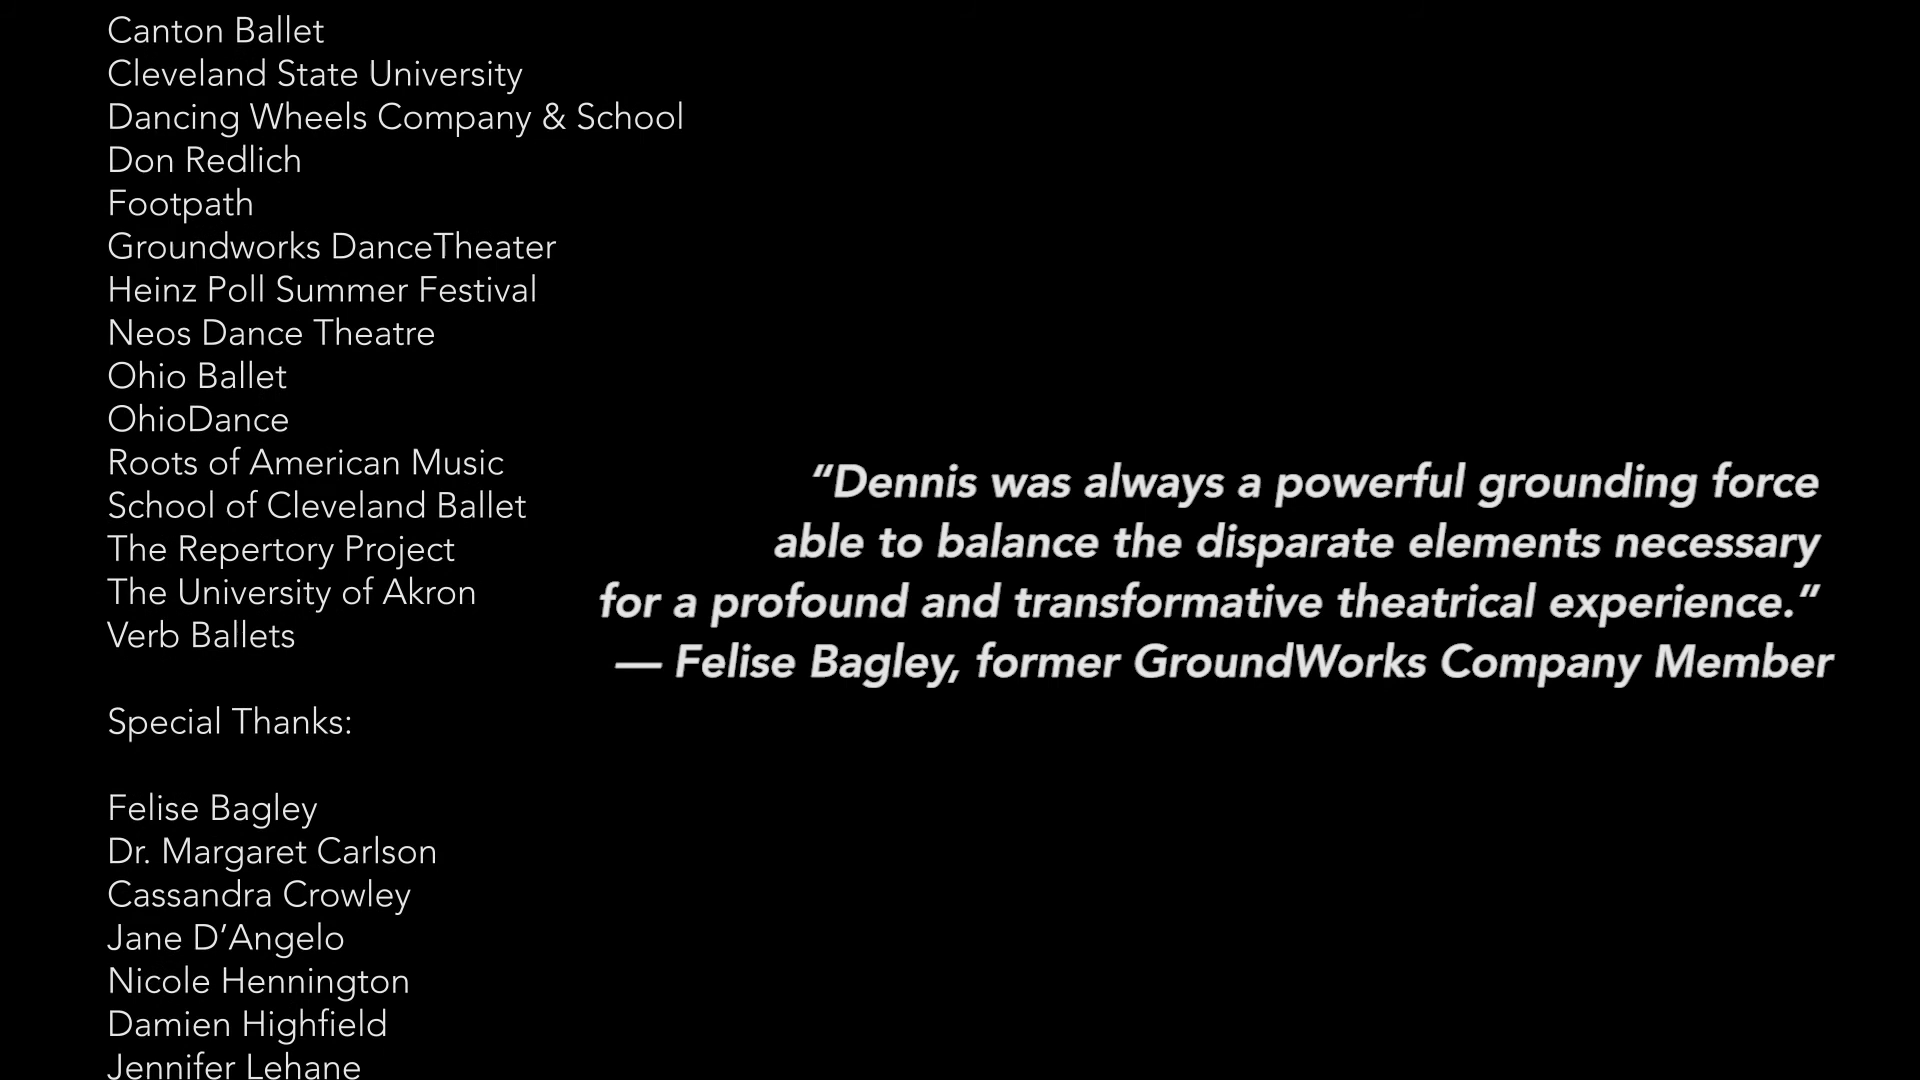 Canton Ballet
Cleveland State University
Dancing Wheels Company & School
Don Redlich
Footpath
Groundworks DanceTheater
Heinz Poll Summer Festival
Neos Dance Theatre
Ohio Ballet
OhioDance
Roots of American Music
School of Cleveland Ballet
The Repertory Project
The University of Akron
Verb Ballets
Special Thanks:
Felise Bagley
Dr. Margaret Carlson
Cassandra Crowley
Jane D’Angelo
Nicole Hennington
Damien Highfield
Jennifer Lehane
“Dennis was always a powerful grounding force
able to balance the disparate elements necessary
for a profound and transformative theatrical experience.”
— Felise Bagley, former GroundWorks Company Member